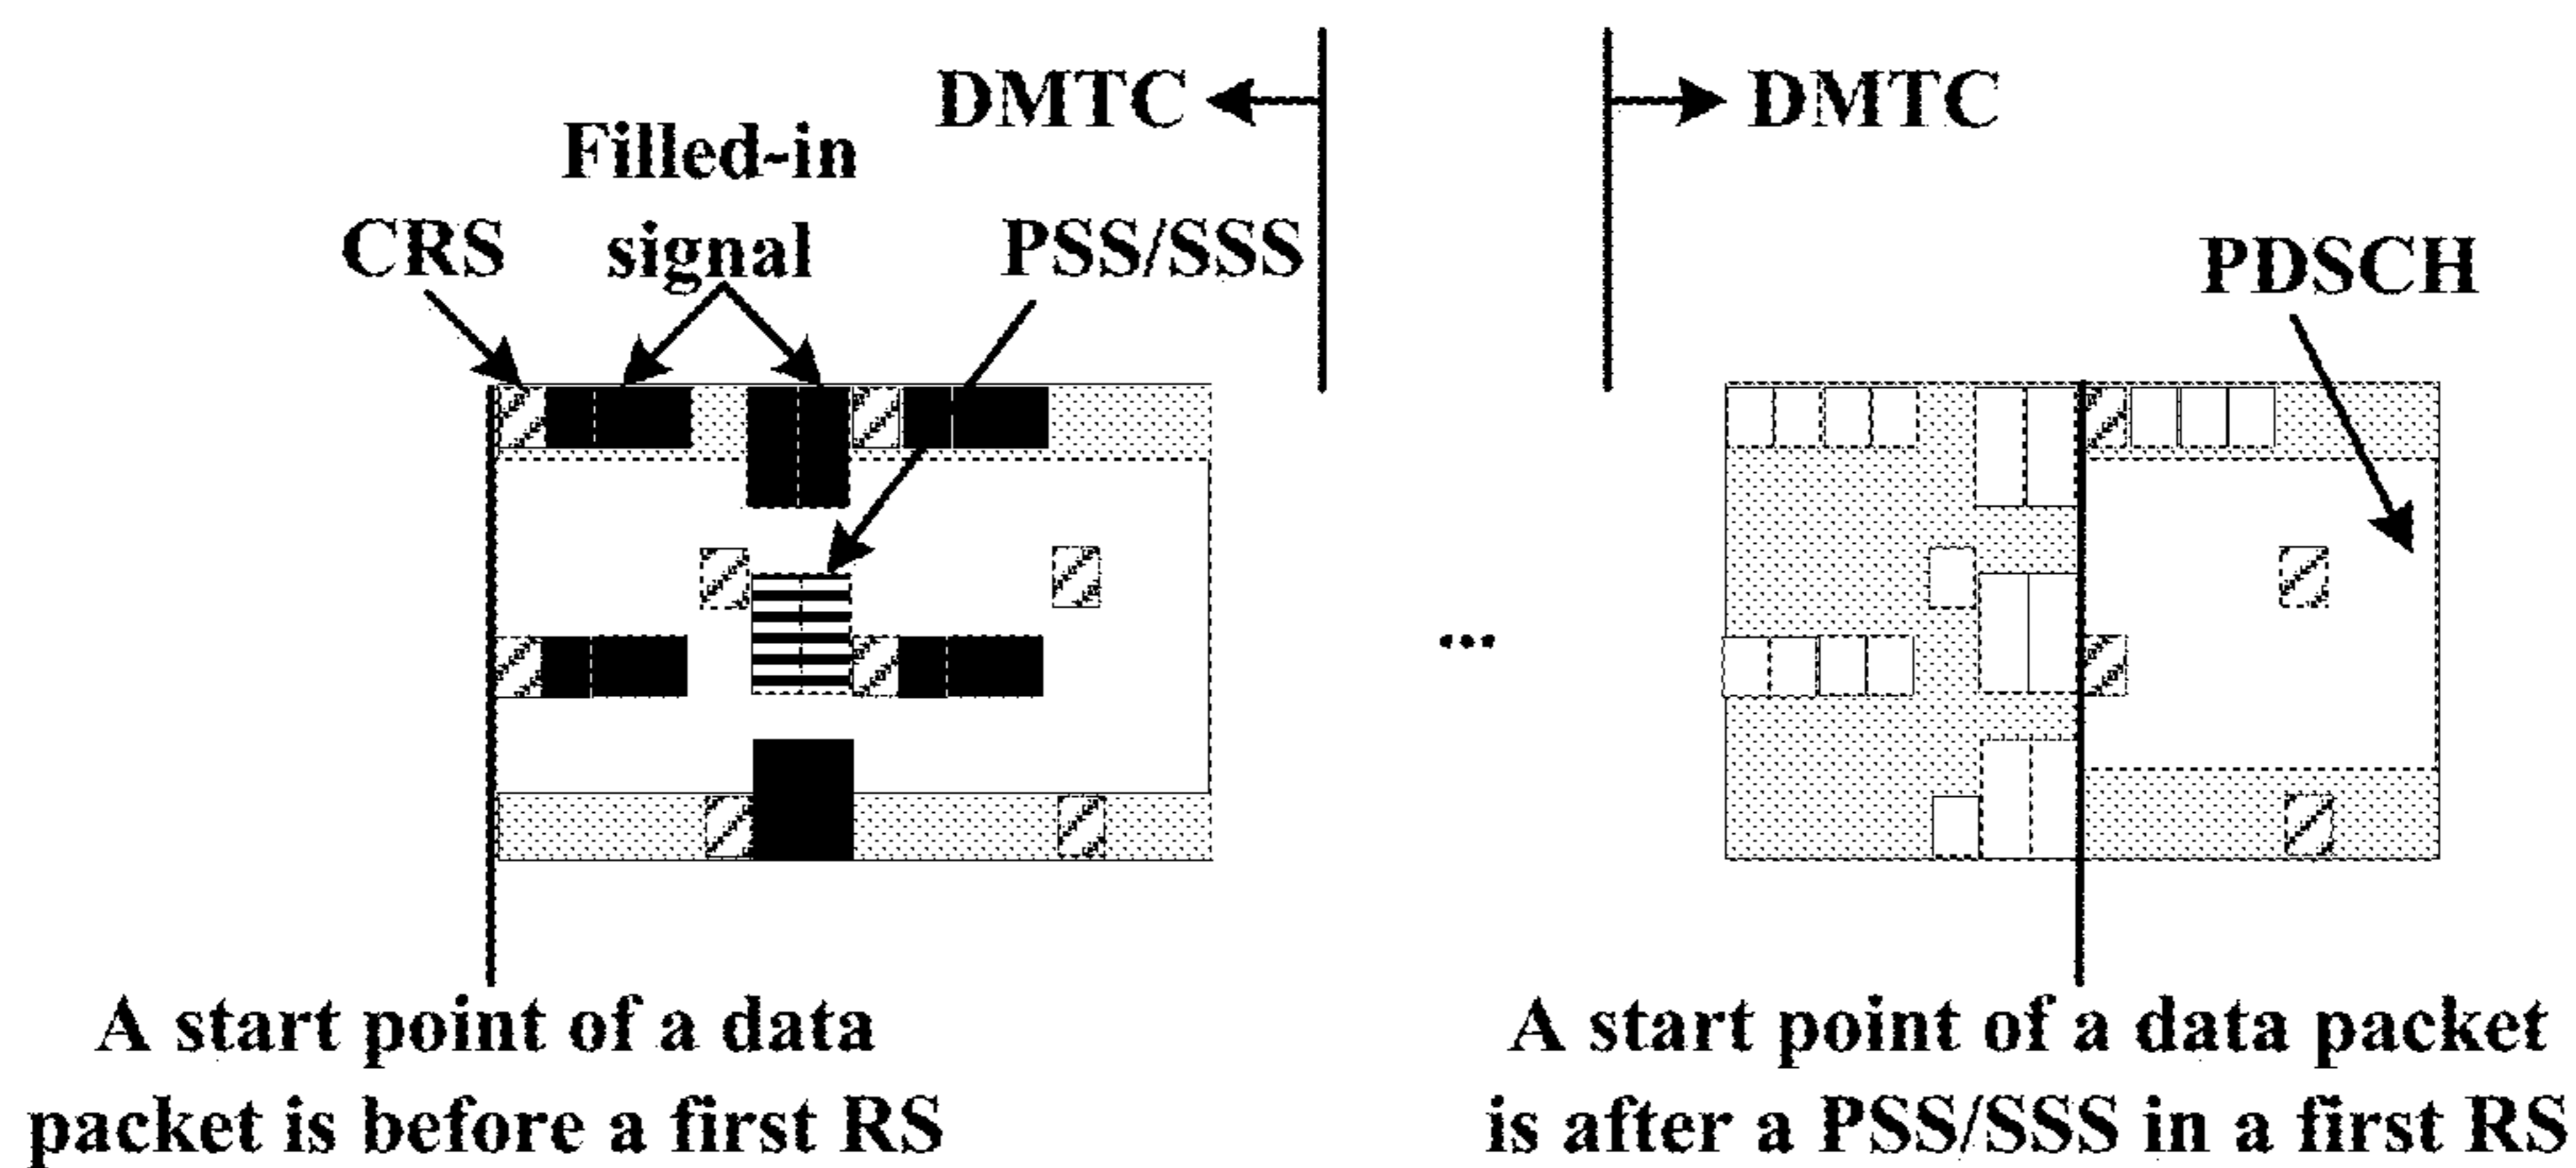 DMTC
DMTC
Filled-in
signal
CRS
PSS/SSS
PDSCH
...
A start point of a data
packet is before a first RS
A start point of a data packet
is after a PSS/SSS in a first RS